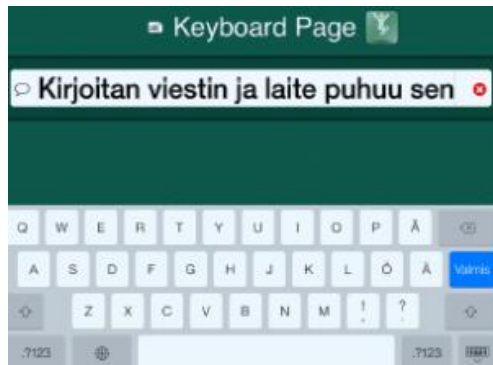 Keyboard Page
Kirjoitan viestin ja laite puhuu sen
Q W E R T Y U I O P Å
A S D F G H J K L Ö Ä Valmis
Z X C V B N M ! ?
.?123 .?123